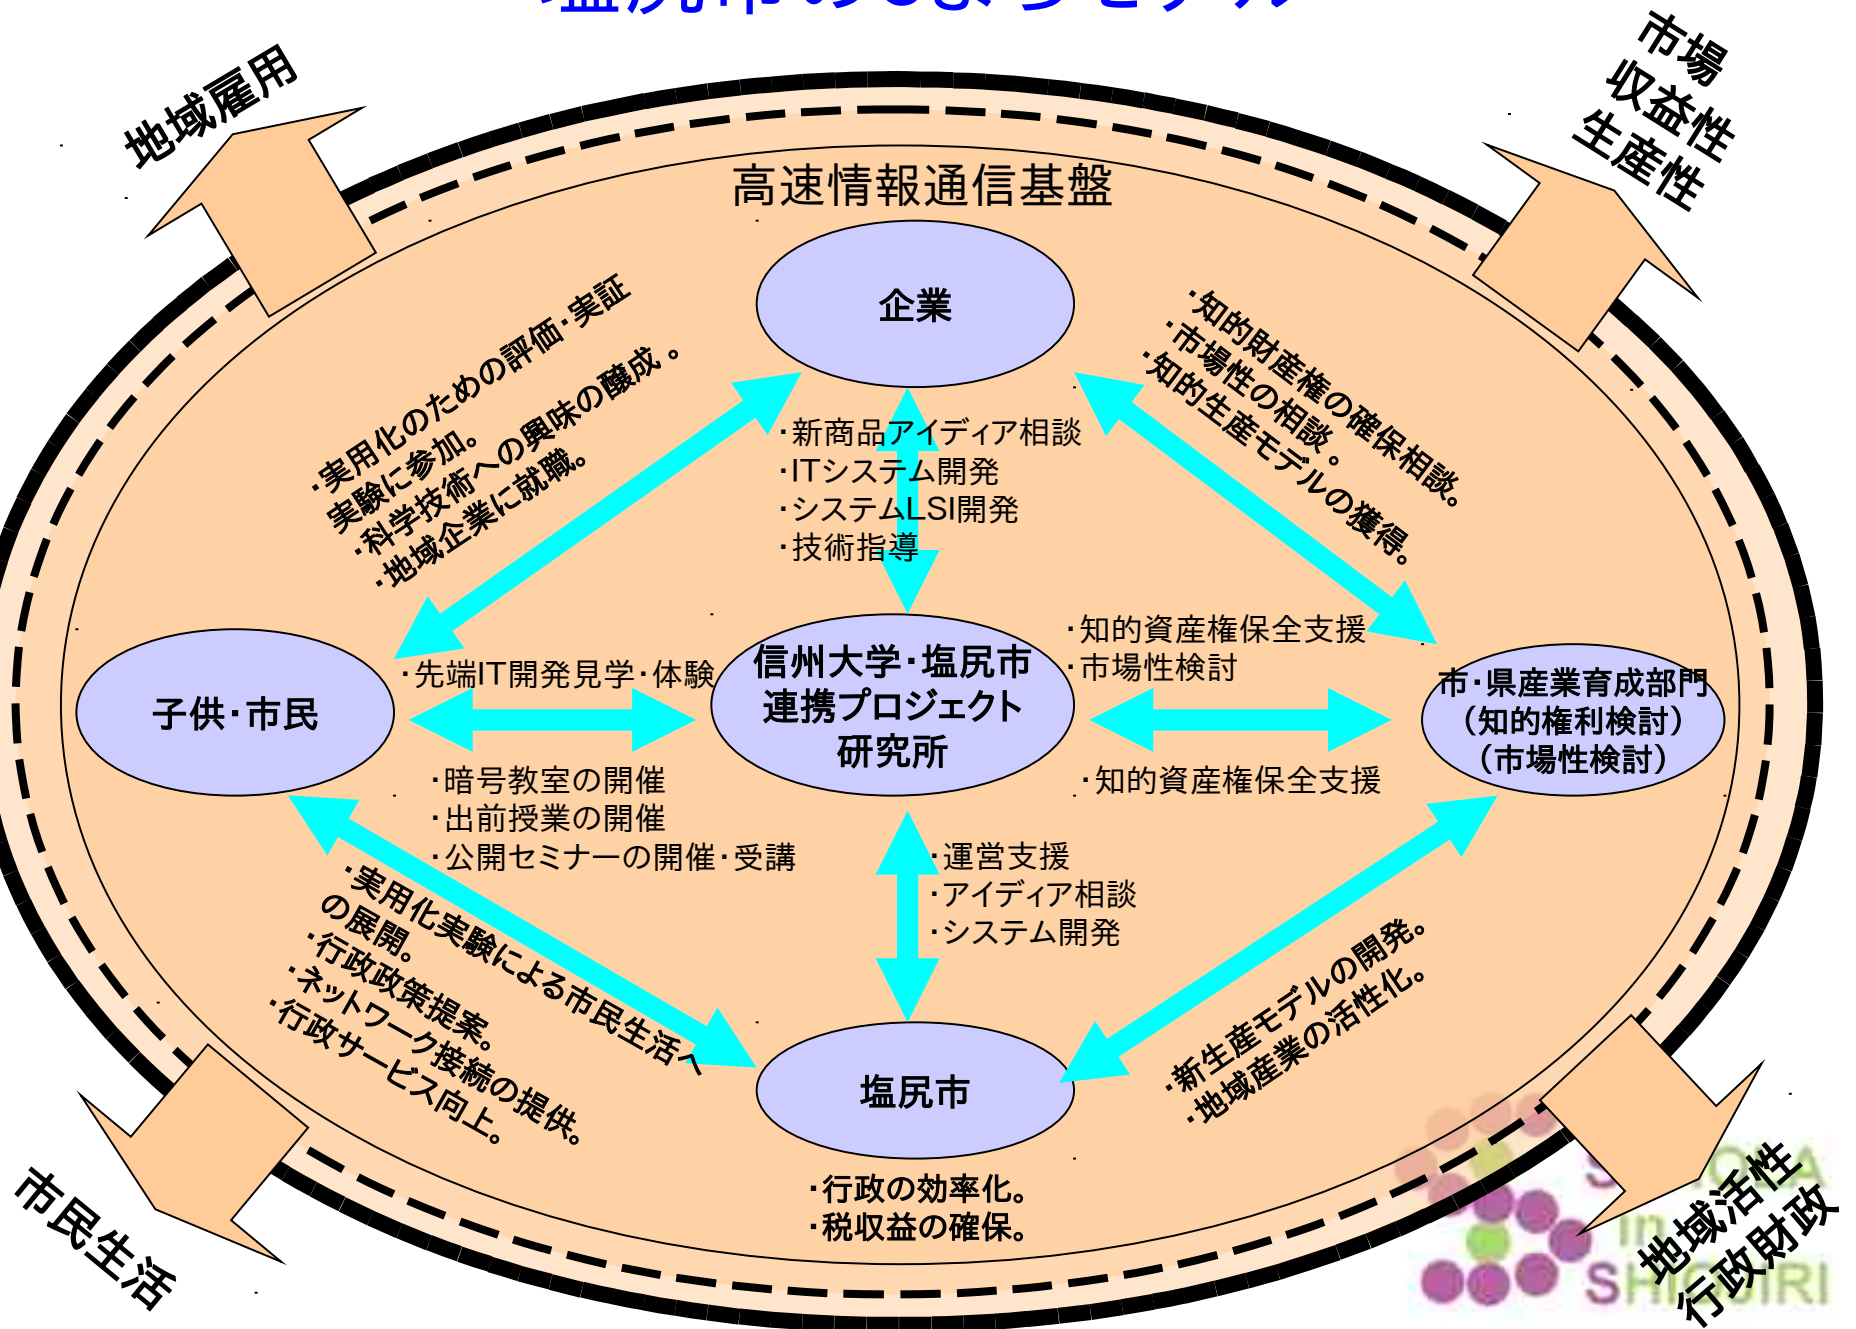 地域雇用
市場
収益性
生産性
高速情報通信基盤
企業
・実用化のための評価・実証
実験に参加。
・科学技術への興味の醸成 。
・地域企業に就職。
・知的財産権の確保相談。
・市場性の相談 。
・知的生産モデルの獲得。
・新商品アイディア相談
・ITシステム開発
・システムLSI開発
・技術指導
・知的資産権保全支援
・市場性検討
・先端IT開発見学・体験
子供・市民
信州大学・塩尻市
連携プロジェクト
研究所
市・県産業育成部門
（知的権利検討）
（市場性検討）
・暗号教室の開催
・出前授業の開催
・公開セミナーの開催・受講
・知的資産権保全支援
・運営支援
・アイディア相談
・システム開発
・実用化実験による市民生活へ
の展開。
・行政政策提案。
・ネットワーク接続の提供。
・行政サービス向上。
・新生産モデルの開発。
・地域産業の活性化。
塩尻市
・行政の効率化。
・税収益の確保。
市民生活
地域活性
行政財政
in